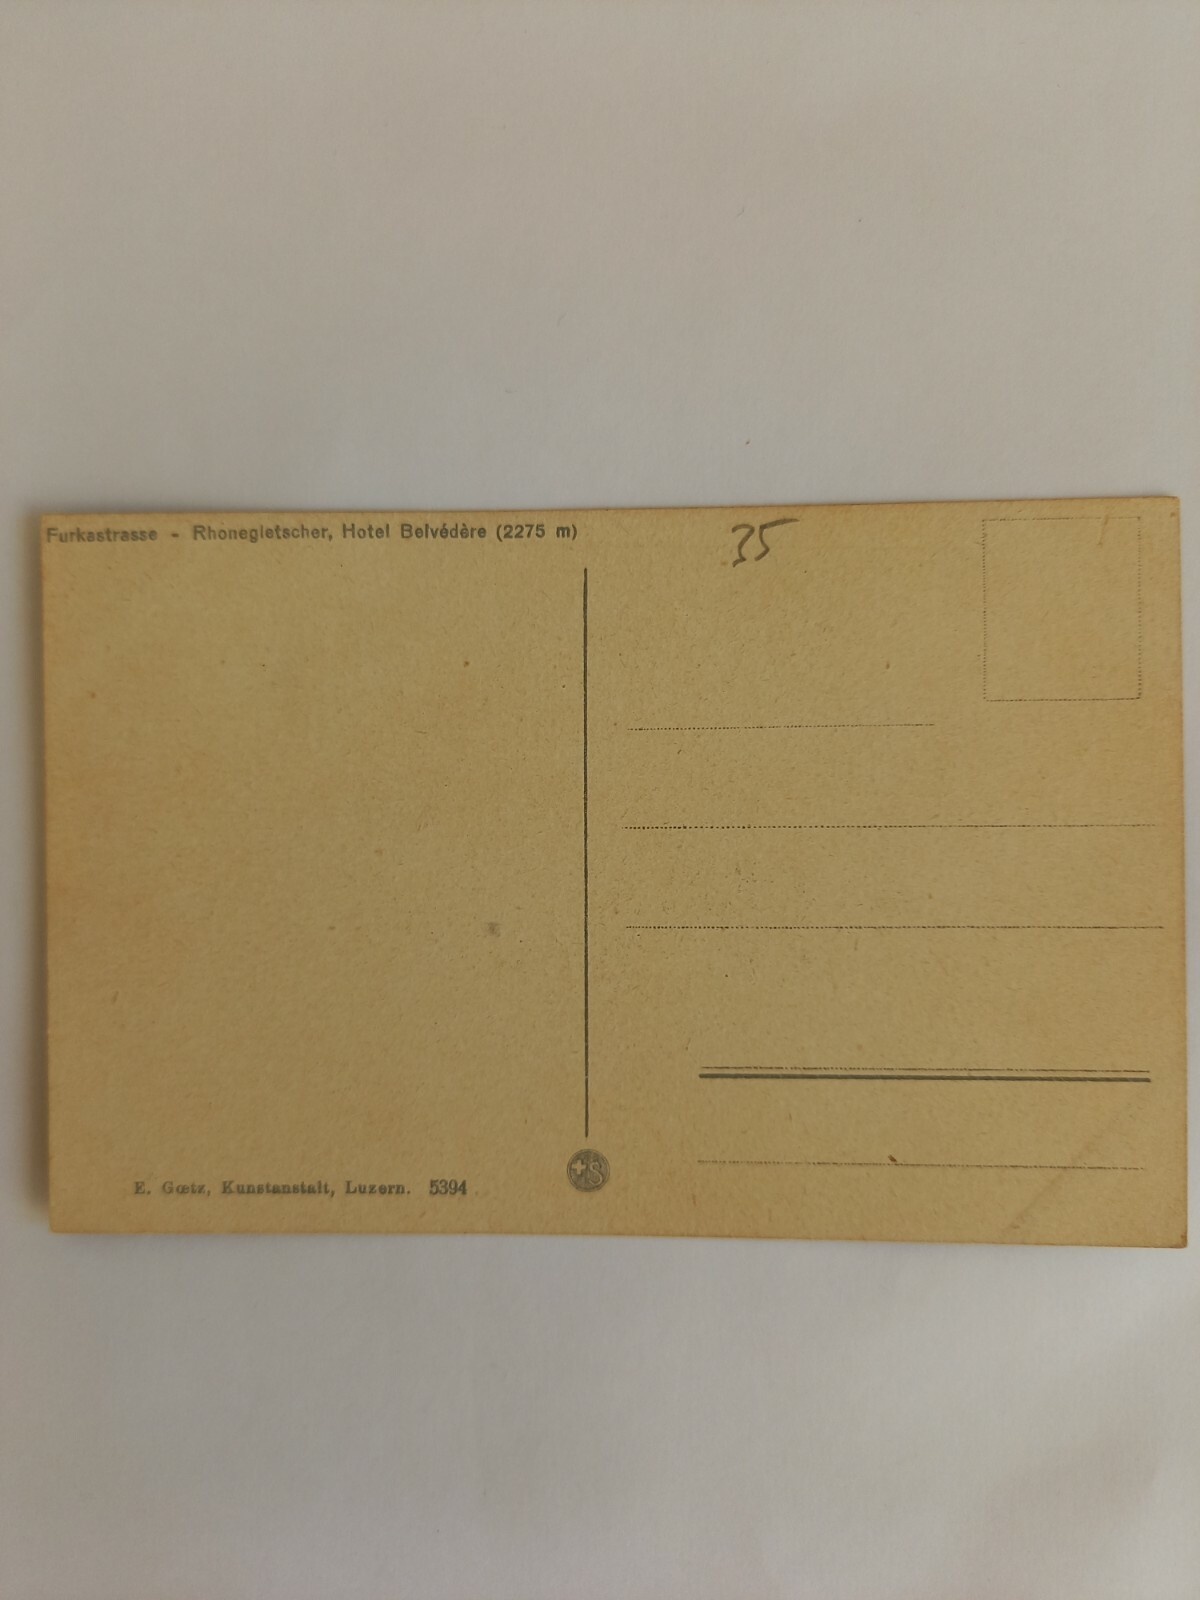 Furkastrasse - Rhonegletscher, Hotel Belvédère (2275 m)
35
E. Gœtz, Kunstanstalt, Luzern. 5394
S